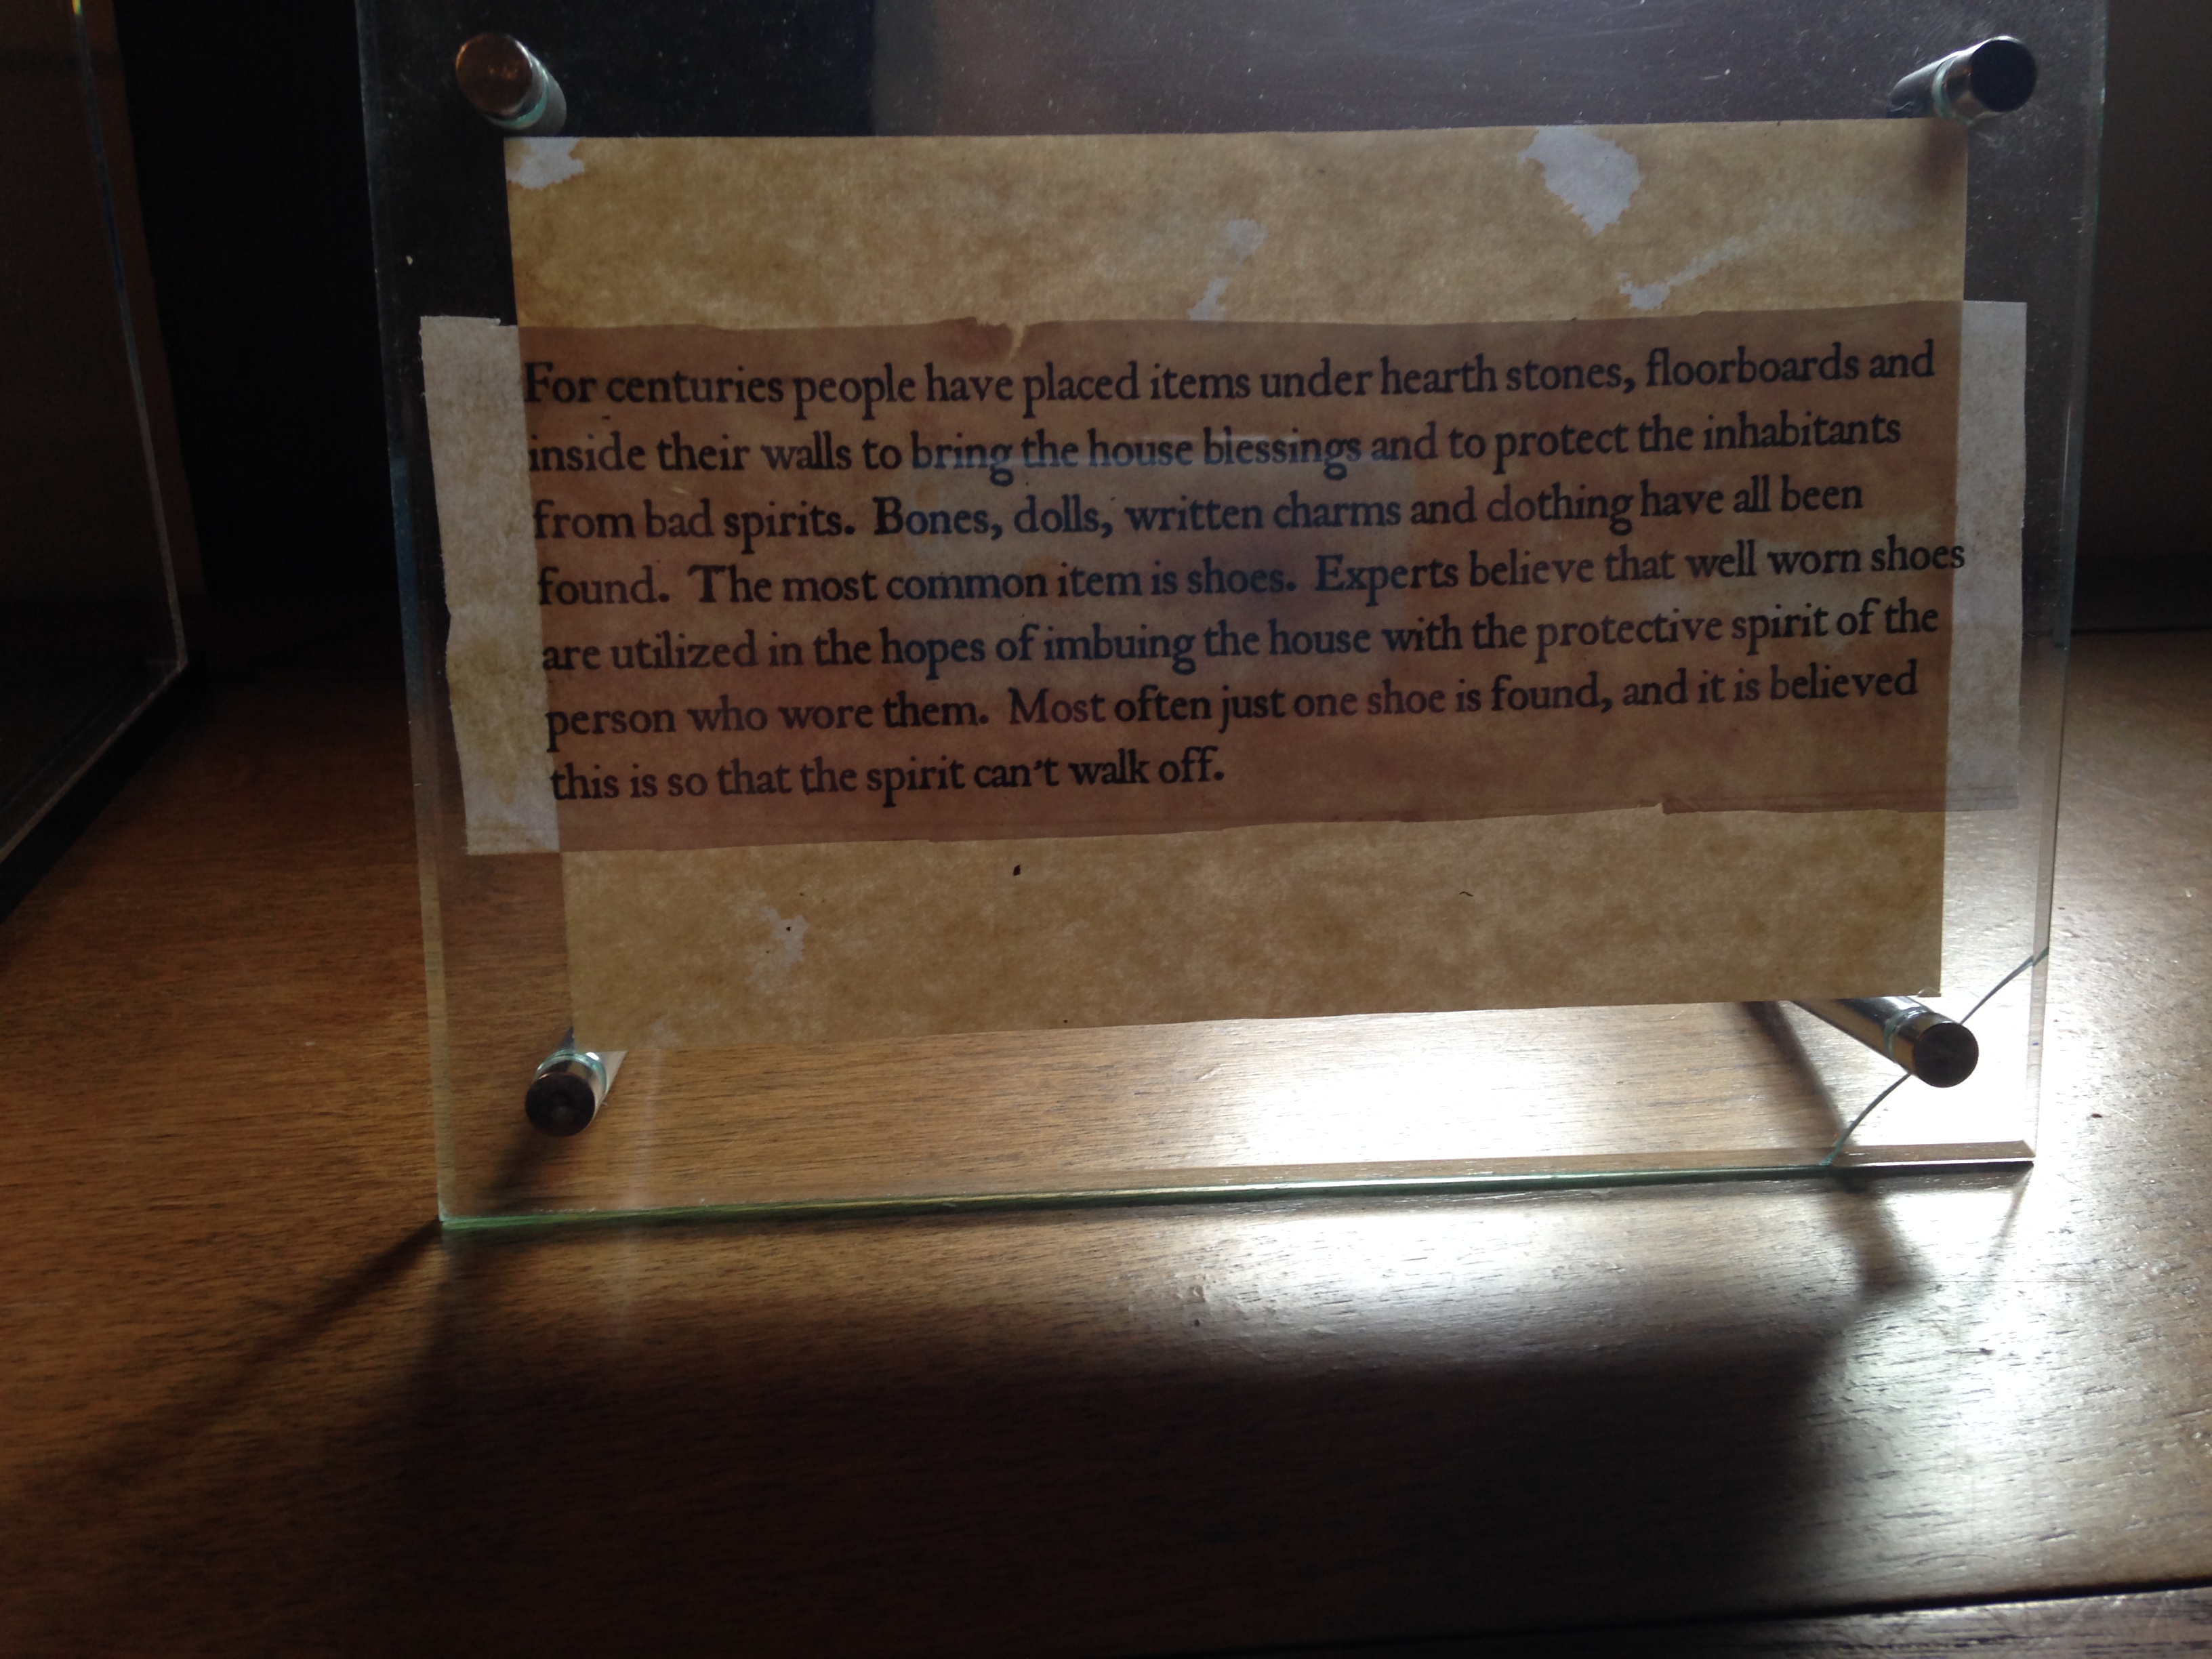 For centuries people have placed items under hearth stones, floorboards and
inside their walls to bring the house blessings and to protect the inhabitants
from bad spirits. Bones, dolls, written charms and clothing have all been
found. The most common item is shoes. Experts believe that well worn shoes
are utilized in the hopes of imbuing the house with the protective spirit of the
person who wore them. Most often just one shoe is found, and it is believed
this is so that the spirit can't walk off.